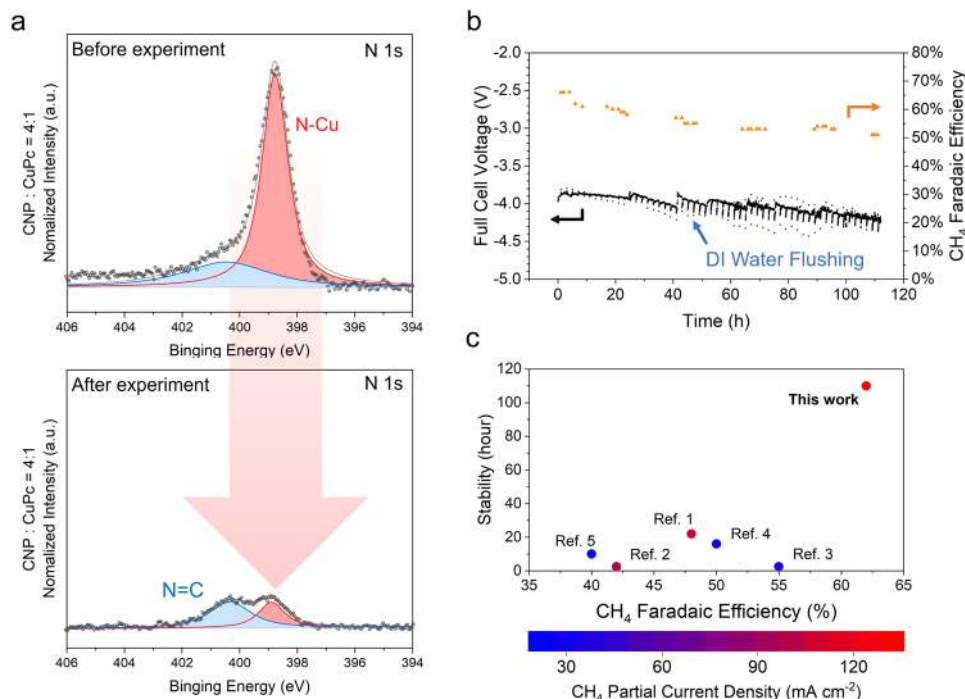 a
Before experiment
N 1s
N-Cu
CNP : CuPc = 4:1
Normalized Intensity (a.u.)
406 404 402 400 398 396 394
Binging Energy (eV)
After experiment
N 1s
N=C
CNP : CuPc = 4:1
Normalized Intensity (a.u.)
406 404 402 400 398 396 394
Binging Energy (eV)
b
-2.0
-2.5
-3.0
-3.5
-4.0
-4.5
-5.0
Full Cell Voltage (V)
80%
70%
60%
50%
40%
30%
20%
10%
0%
CH₄ Faradaic Efficiency
DI Water Flushing
0 20 40 60 80 100 120
Time (h)
c
120
100
80
60
40
20
0
Stability (hour)
This work
Ref. 1
Ref. 4
Ref. 5
Ref. 2
Ref. 3
35 40 45 50 55 60 65
CH₄ Faradaic Efficiency (%)
30 60 90 120
CH₄ Partial Current Density (mA cm⁻²)